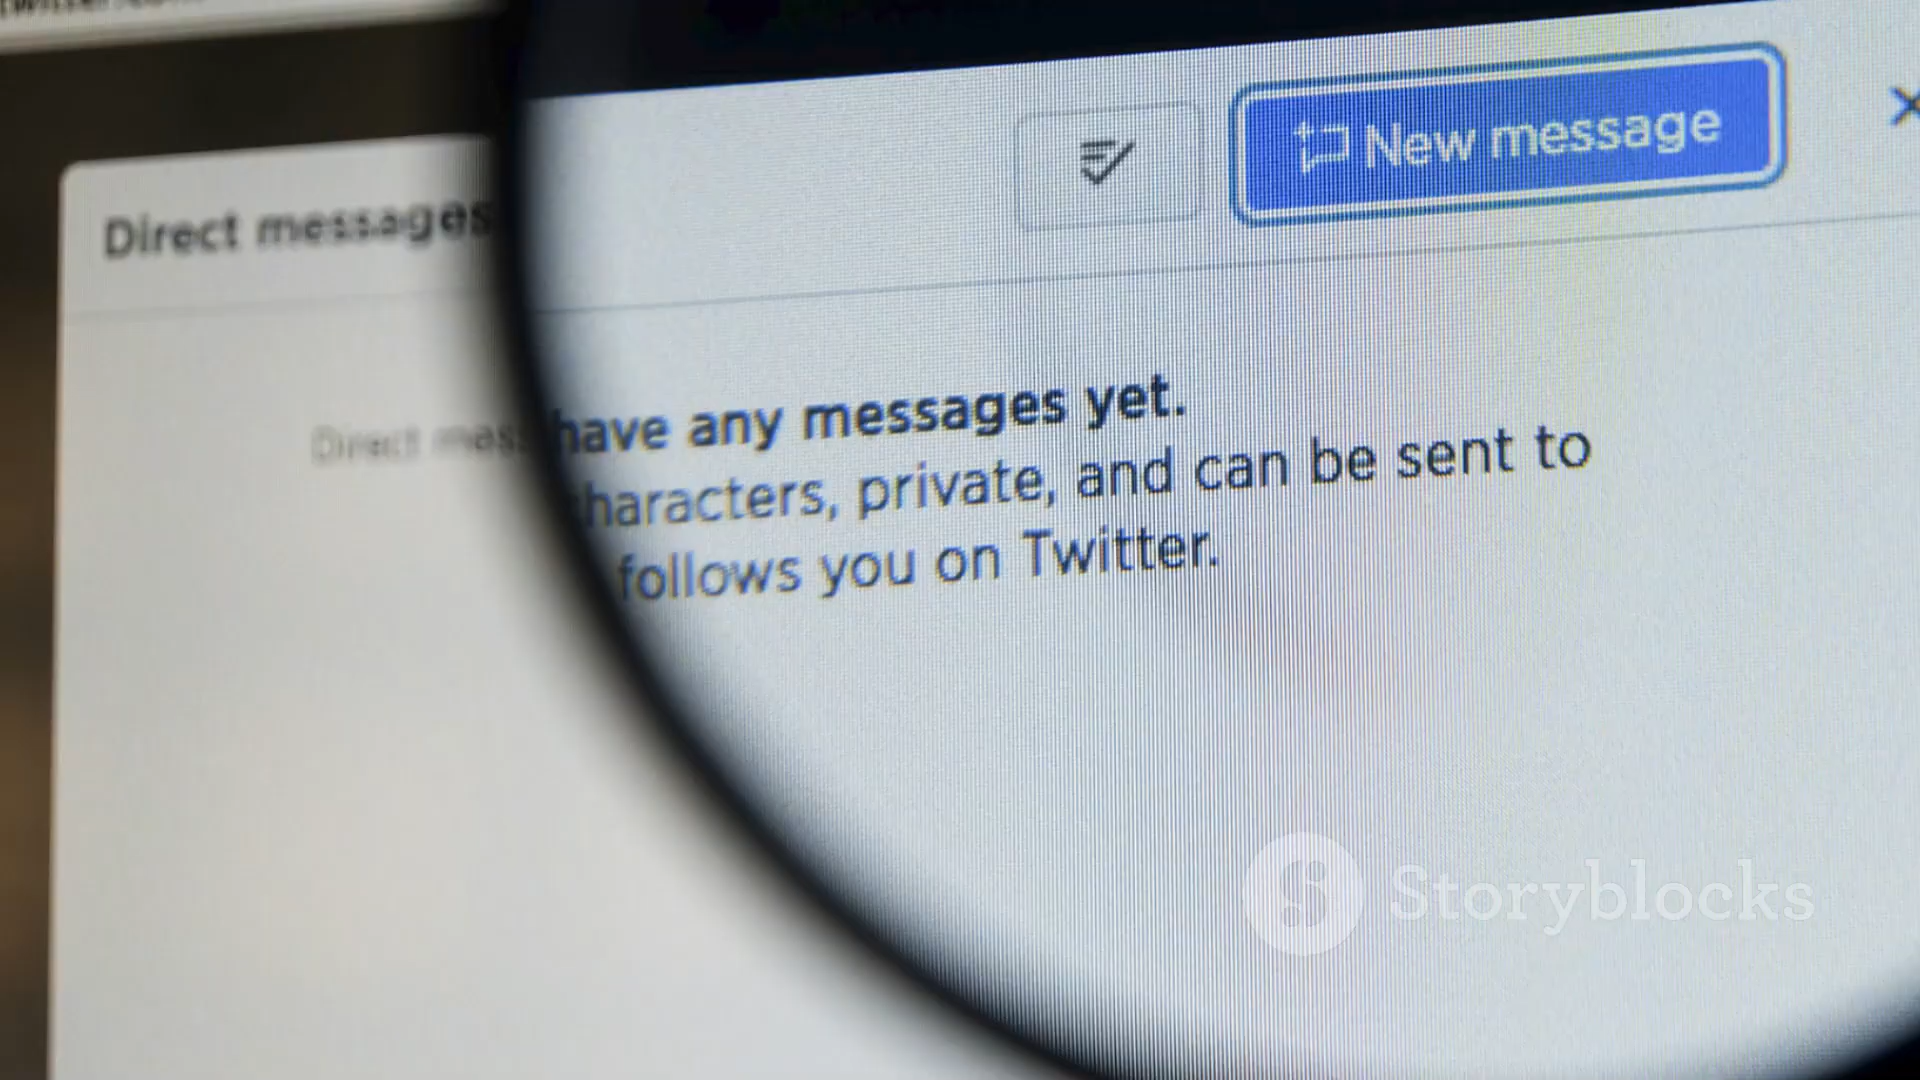 Direct messages
New message
have any messages yet.
Direct mess
haracters, private, and can be sent to
follows you on Twitter.
Storyblocks